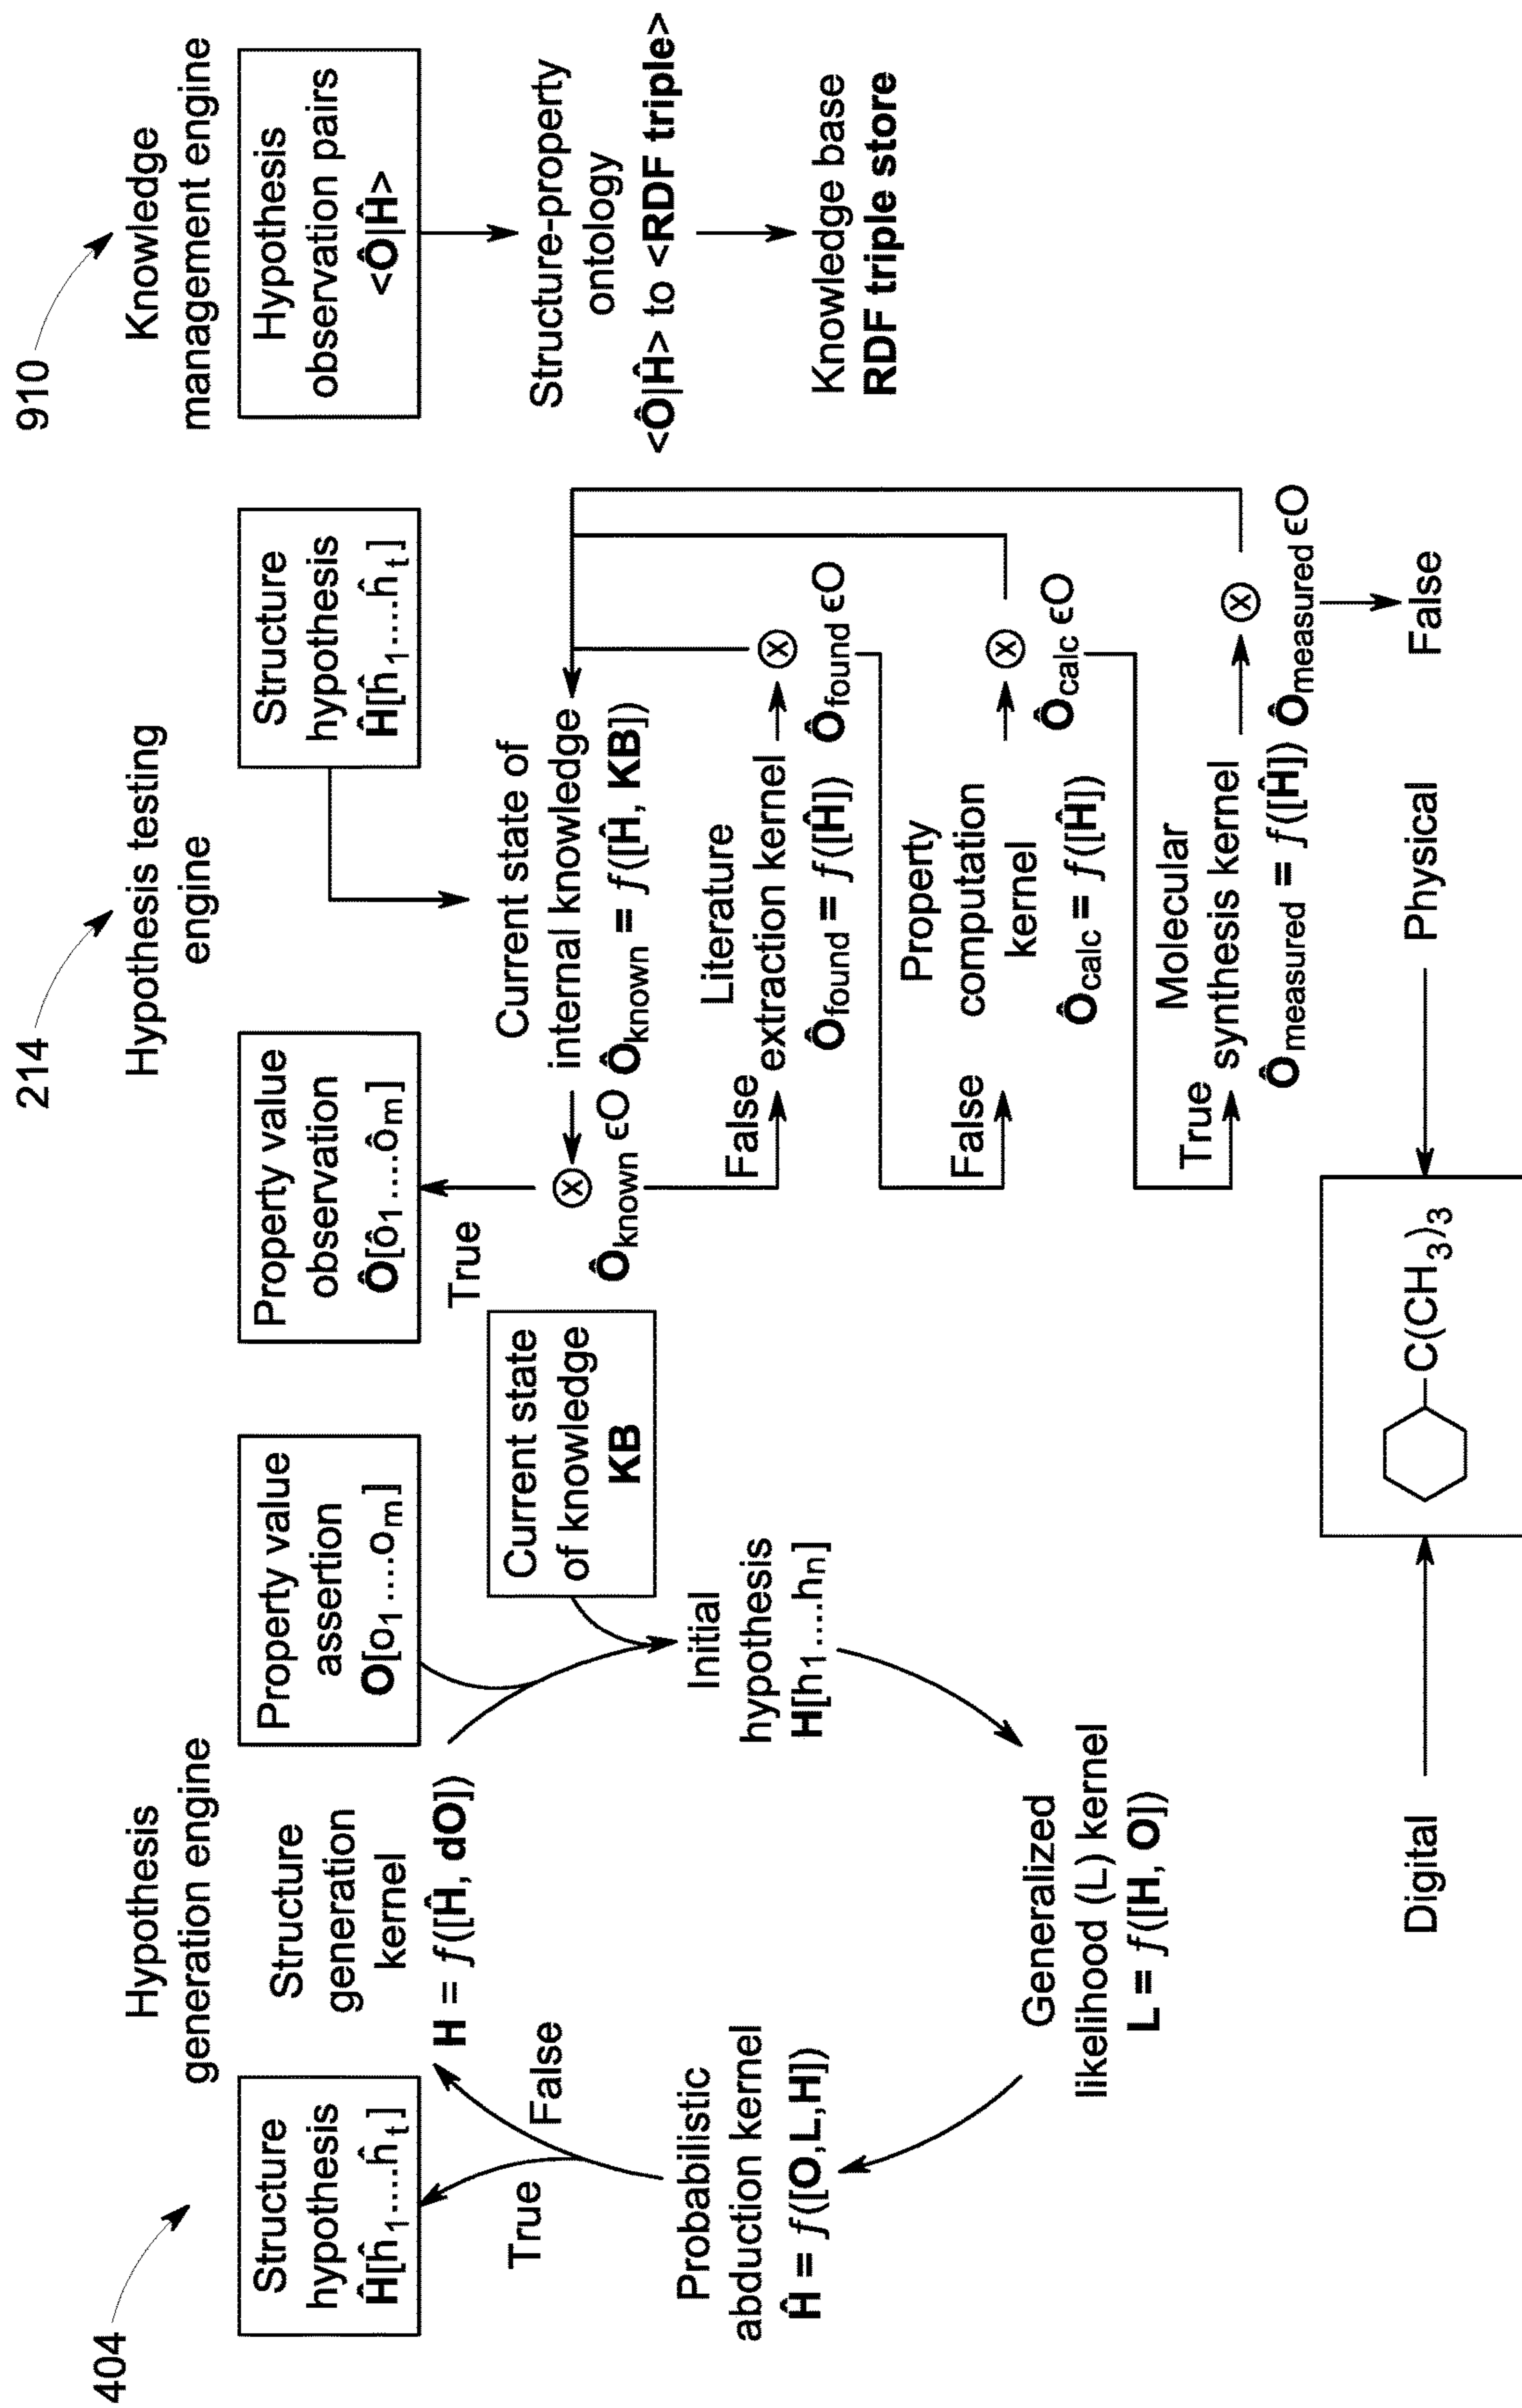 404
Hypothesis
generation engine
Structure
hypothesis
Ĥ[ĥ1....ĥt]
Structure
generation
kernel
H = f([Ĥ, dO])
Property value
assertion
O[o1....om]
Current state
of knowledge
KB
True
False
Probabilistic
abduction kernel
Ĥ = f([O,L,H])
Initial
hypothesis
H[h1....hn]
Generalized
likelihood (L) kernel
L = f([H, O])
214
Hypothesis testing
engine
Property value
observation
Ô[ô1....ôm]
Structure
hypothesis
Ĥ[ĥ1....ĥt]
True
Current state of
internal knowledge
Ôknown = f([Ĥ, KB])
Ⓧ
Ôknown ϵO
False
Literature
extraction kernel
Ôfound = f([Ĥ])
Ⓧ
Ôfound ϵO
False
Property
computation
kernel
Ôcalc = f([Ĥ])
Ⓧ
Ôcalc ϵO
True
Molecular
synthesis kernel
Ômeasured = f([Ĥ])
Ⓧ
Ômeasured ϵO
False
910
Knowledge
management engine
Hypothesis
observation pairs
<Ô|Ĥ>
Structure-property
ontology
<Ô|Ĥ> to <RDF triple>
Knowledge base
RDF triple store
Digital
C(CH3)3
Physical